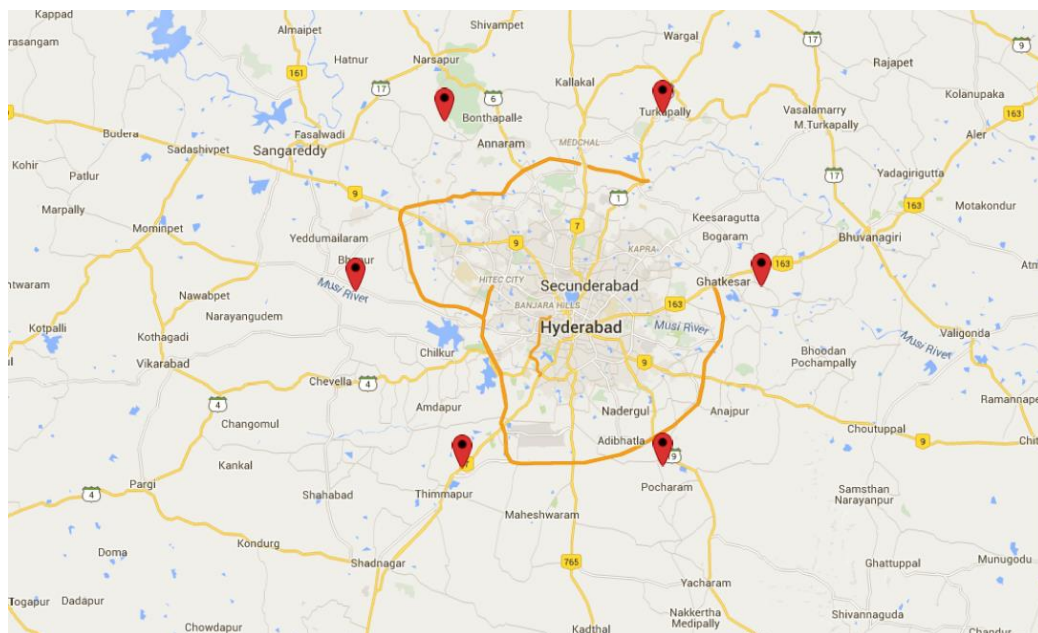 Kappad
Shivampet
Wargal
rasangam
Almaipet
17
9
Hatnur
Narsapur
Rajapet
161
Kallakal
17
6
Turkapally
Vasalamarry
Kolanupaka
Bonthapalle
M.Turkapally
163
Budera
Fasalwadi
Aler
Sadashivpet
Sangareddy
Annaram
MEDCHAL
Kohir
Patlur
17
Yadagirigutta
9
1
163
Motakondur
Marpally
Keesaragutta
Mominpet
7
Bogaram
Yeddumailaram
9
KAPRA
Bhuvanagiri
163
ntwaram
HITEC CITY
Ghatkesar
Musi River
Secunderabad
Nawabpet
BANJARA HILLS
163
Kotpalli
Narayangudem
Hyderabad
Musi River
Kothagadi
Musi River
Valigonda
Chilkur
Bhoodan
Pochampally
Vikarabad
9
Chevella
4
Ramannape
4
Amdapur
Nadergul
Anajpur
Changomul
Choutuppal
Adibhatla
9
Chit
Kankal
19
4
Pargi
Shahabad
Thimmapur
Pocharam
Samsthan
Narayanpur
Maheshwaram
Kondurg
Doma
Shadnagar
765
Ghattuppal
Munugodu
Yacharam
Togapur
Dadapur
Nakkertha
Medipally
Shivannaguda
Chowdapur
Kadthal
Chandur